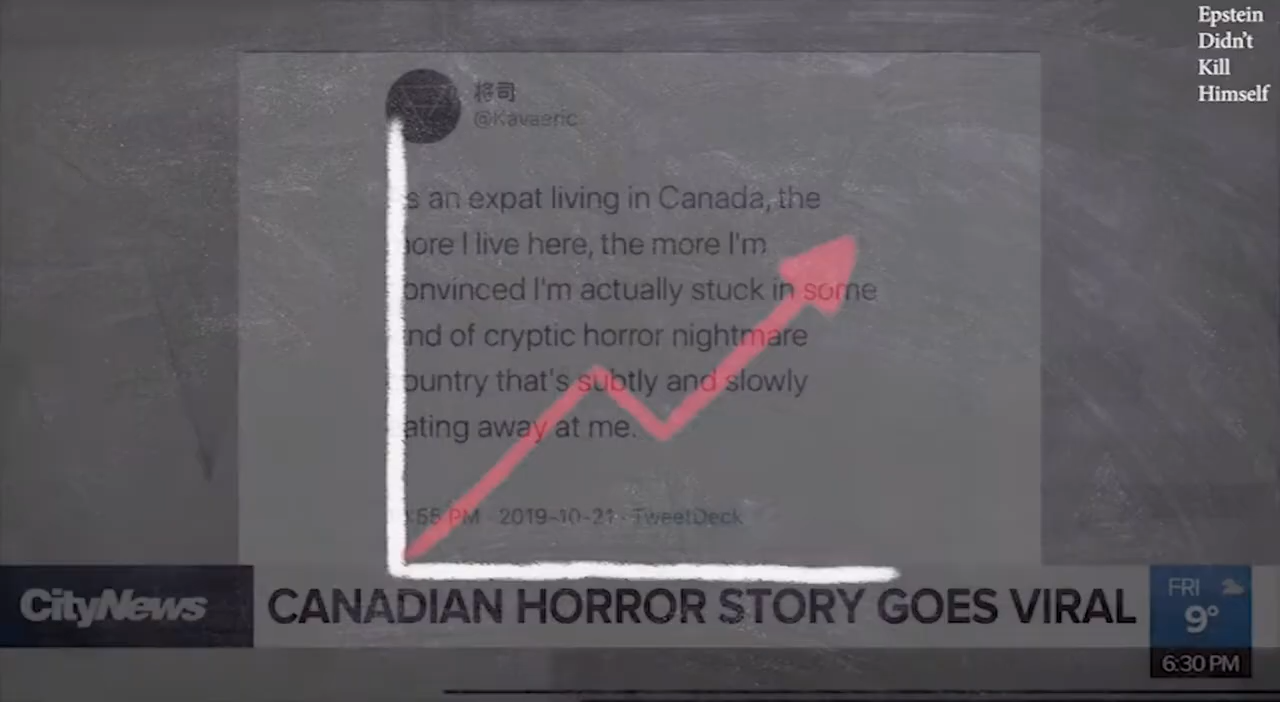 Epstein
Didn't
Kill
Himself
将司
@Kavaeric
s an expat living in Canada, the
ore I live here, the more I'm
onvinced I'm actually stuck in some
nd of cryptic horror nightmare
ountry that's subtly and slowly
ating away at me.
:55 PM · 2019-10-21 · TweetDeck
CityNews
CANADIAN HORROR STORY GOES VIRAL
FRI
9°
6:30 PM